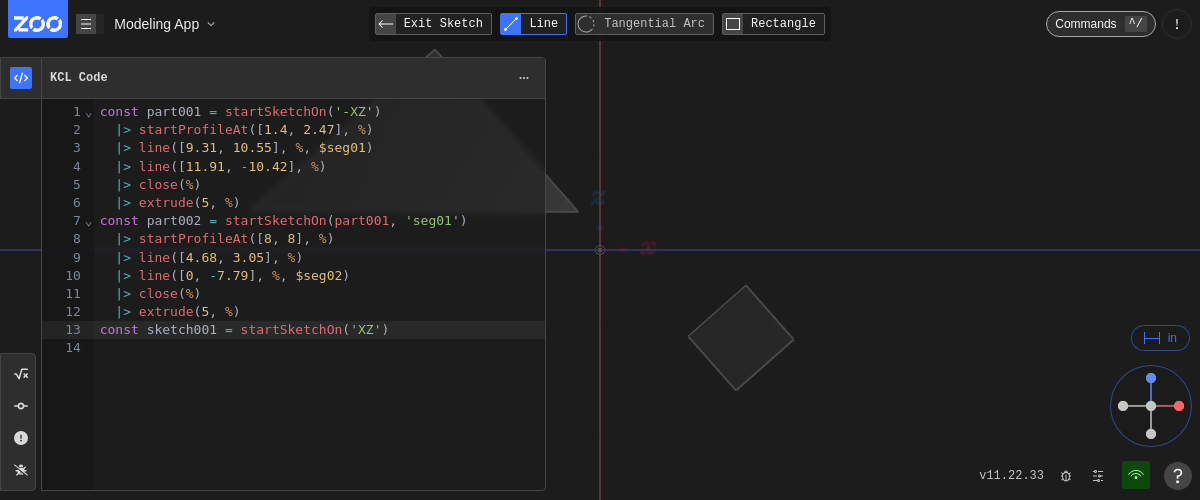 ZOO
Modeling App
Exit Sketch
Line
Tangential Arc
Rectangle
Commands ^/
!
KCL Code
...
1 const part001 = startSketchOn('-XZ')
2   |> startProfileAt([1.4, 2.47], %)
3   |> line([9.31, 10.55], %, $seg01)
4   |> line([11.91, -10.42], %)
5   |> close(%)
6   |> extrude(5, %)
7 const part002 = startSketchOn(part001, 'seg01')
8   |> startProfileAt([8, 8], %)
9   |> line([4.68, 3.05], %)
10   |> line([0, -7.79], %, $seg02)
11   |> close(%)
12   |> extrude(5, %)
13 const sketch001 = startSketchOn('XZ')
14
z
x
in
v11.22.33
?